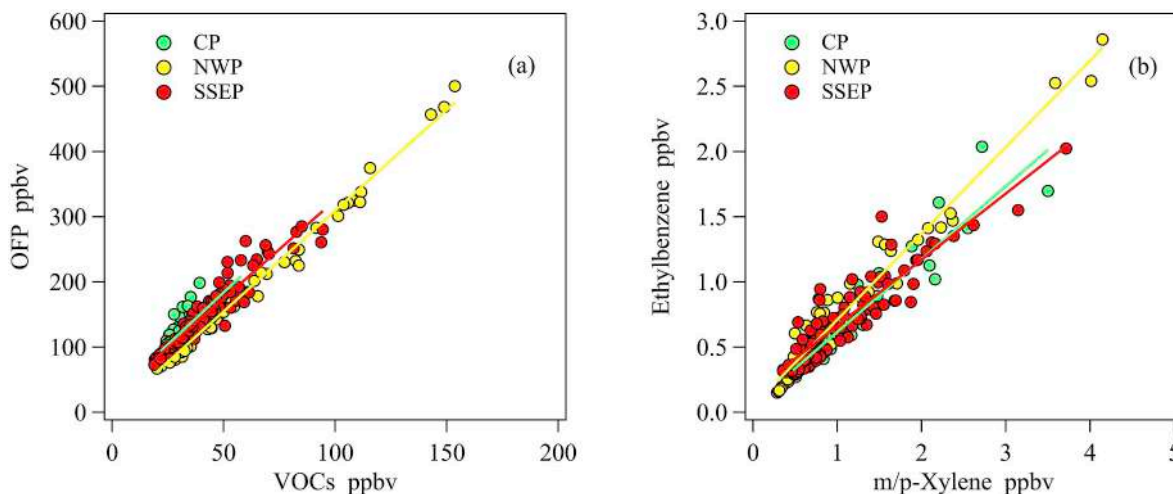 600
500
400
300
200
100
0
OFP ppbv
CP
NWP
SSEP
(a)
0
50
100
150
200
VOCs ppbv
3.0
2.5
2.0
1.5
1.0
0.5
0.0
Ethylbenzene ppbv
CP
NWP
SSEP
(b)
0
1
2
3
4
5
m/p-Xylene ppbv